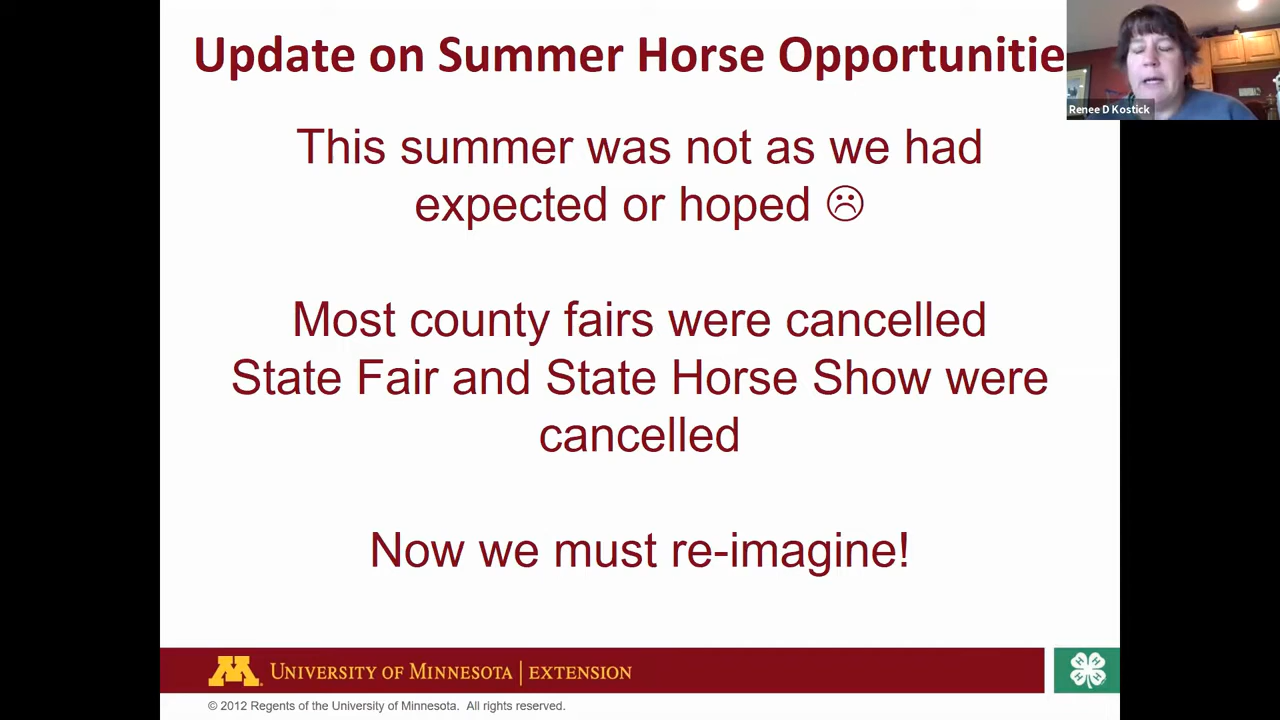 Update on Summer Horse Opportunitie
Renee D Kostick
This summer was not as we had
expected or hoped ☹
Most county fairs were cancelled
State Fair and State Horse Show were
cancelled
Now we must re-imagine!
M
UNIVERSITY OF MINNESOTA | EXTENSION
H H H H
© 2012 Regents of the University of Minnesota. All rights reserved.